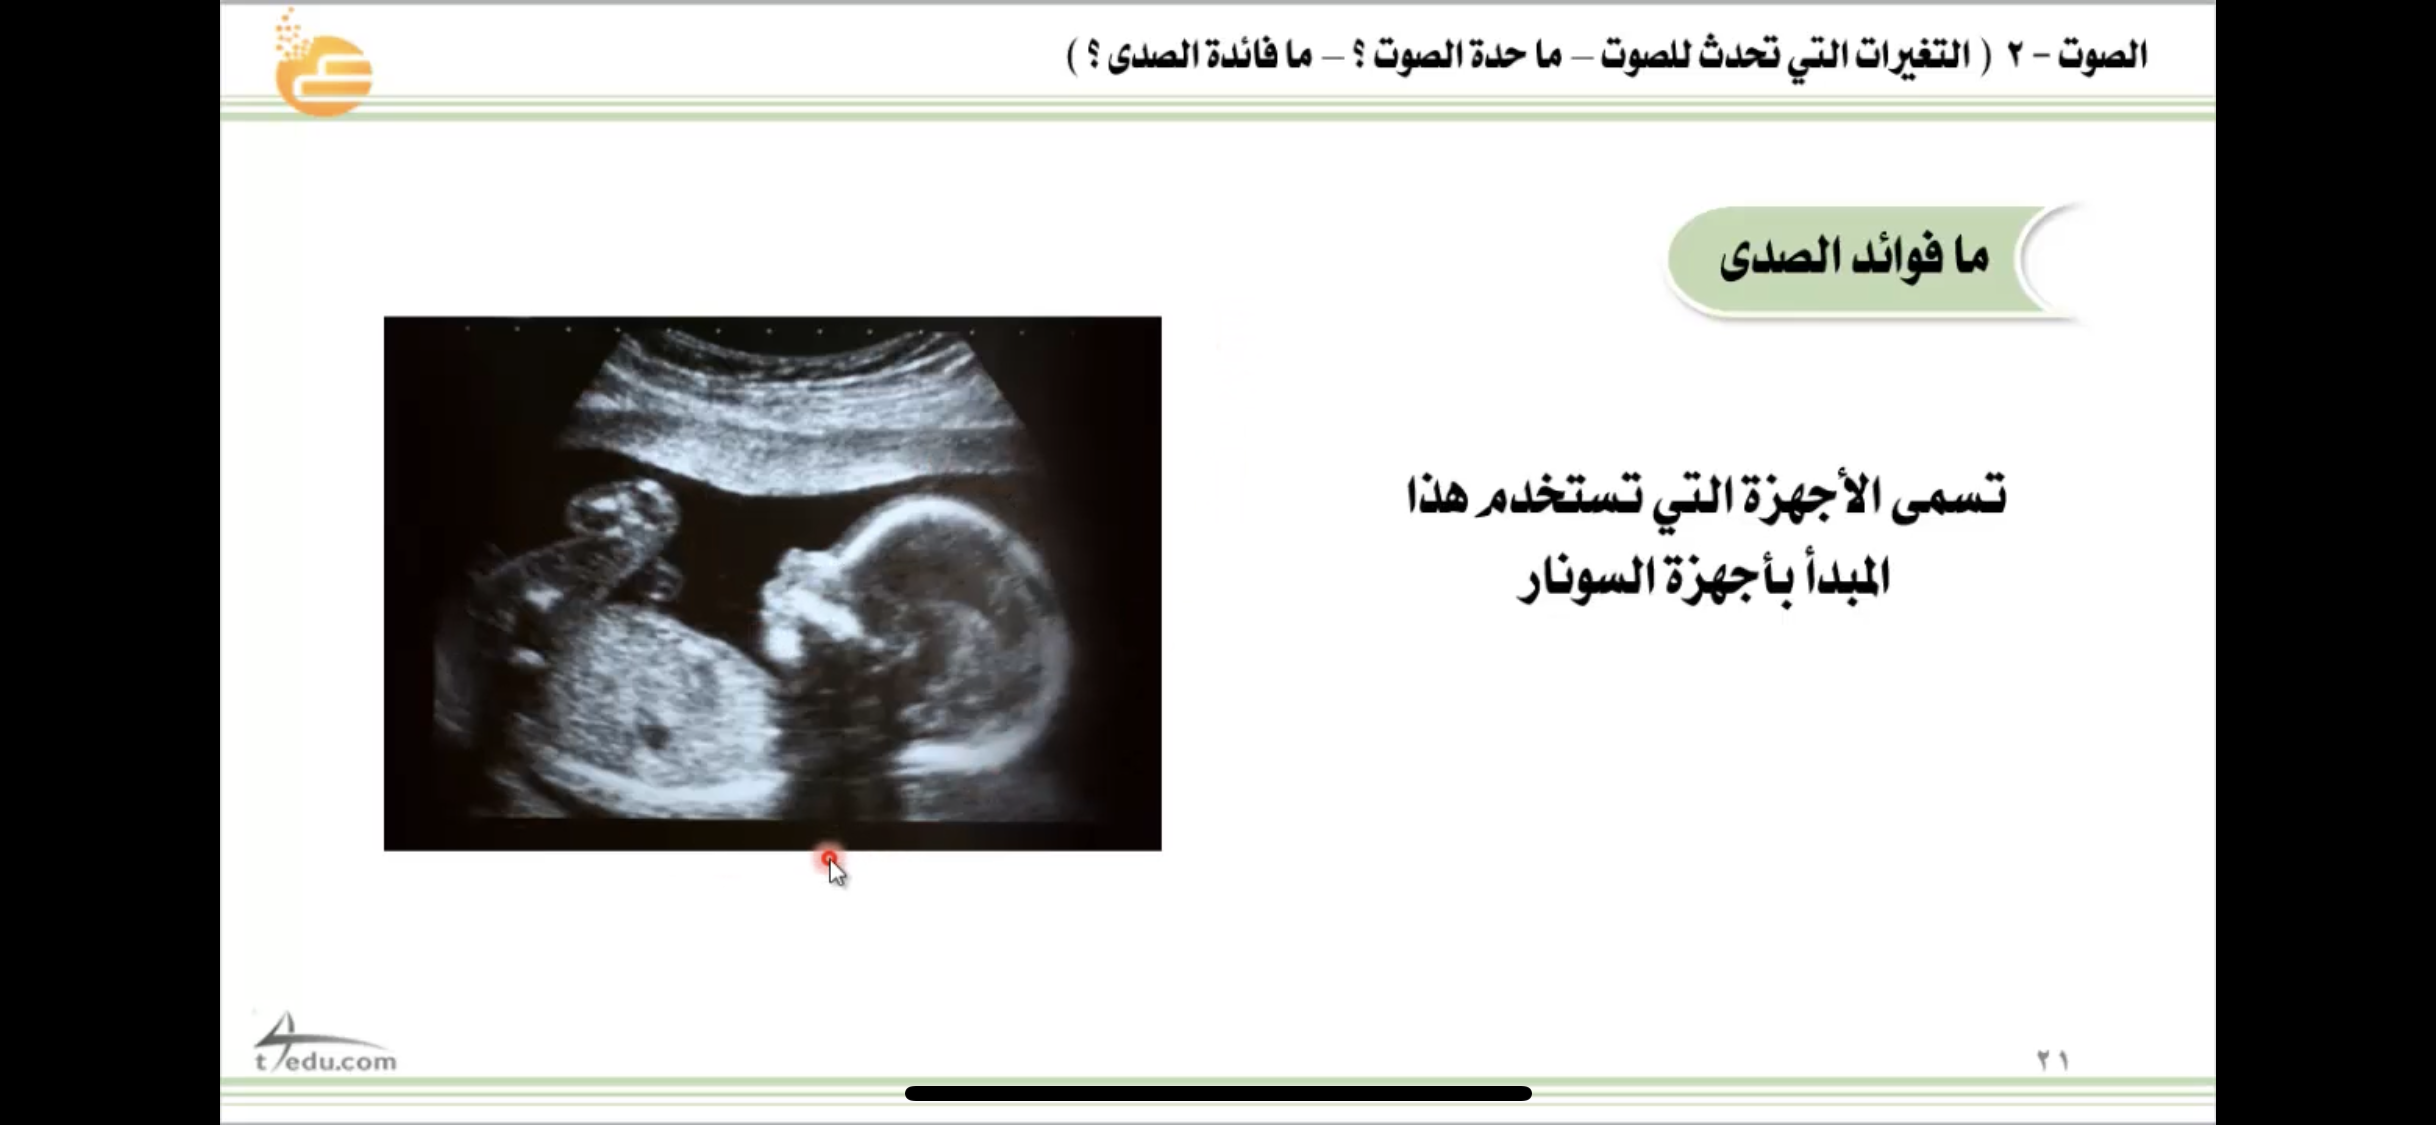 الصوت - ٢ ( التغيرات التي تحدث للصوت – ما حدة الصوت ؟ – ما فائدة الصدى ؟ )
ما فوائد الصدى
تسمى الأجهزة التي تستخدم هذا
المبدأ بأجهزة السونار
t4edu.com
٢١